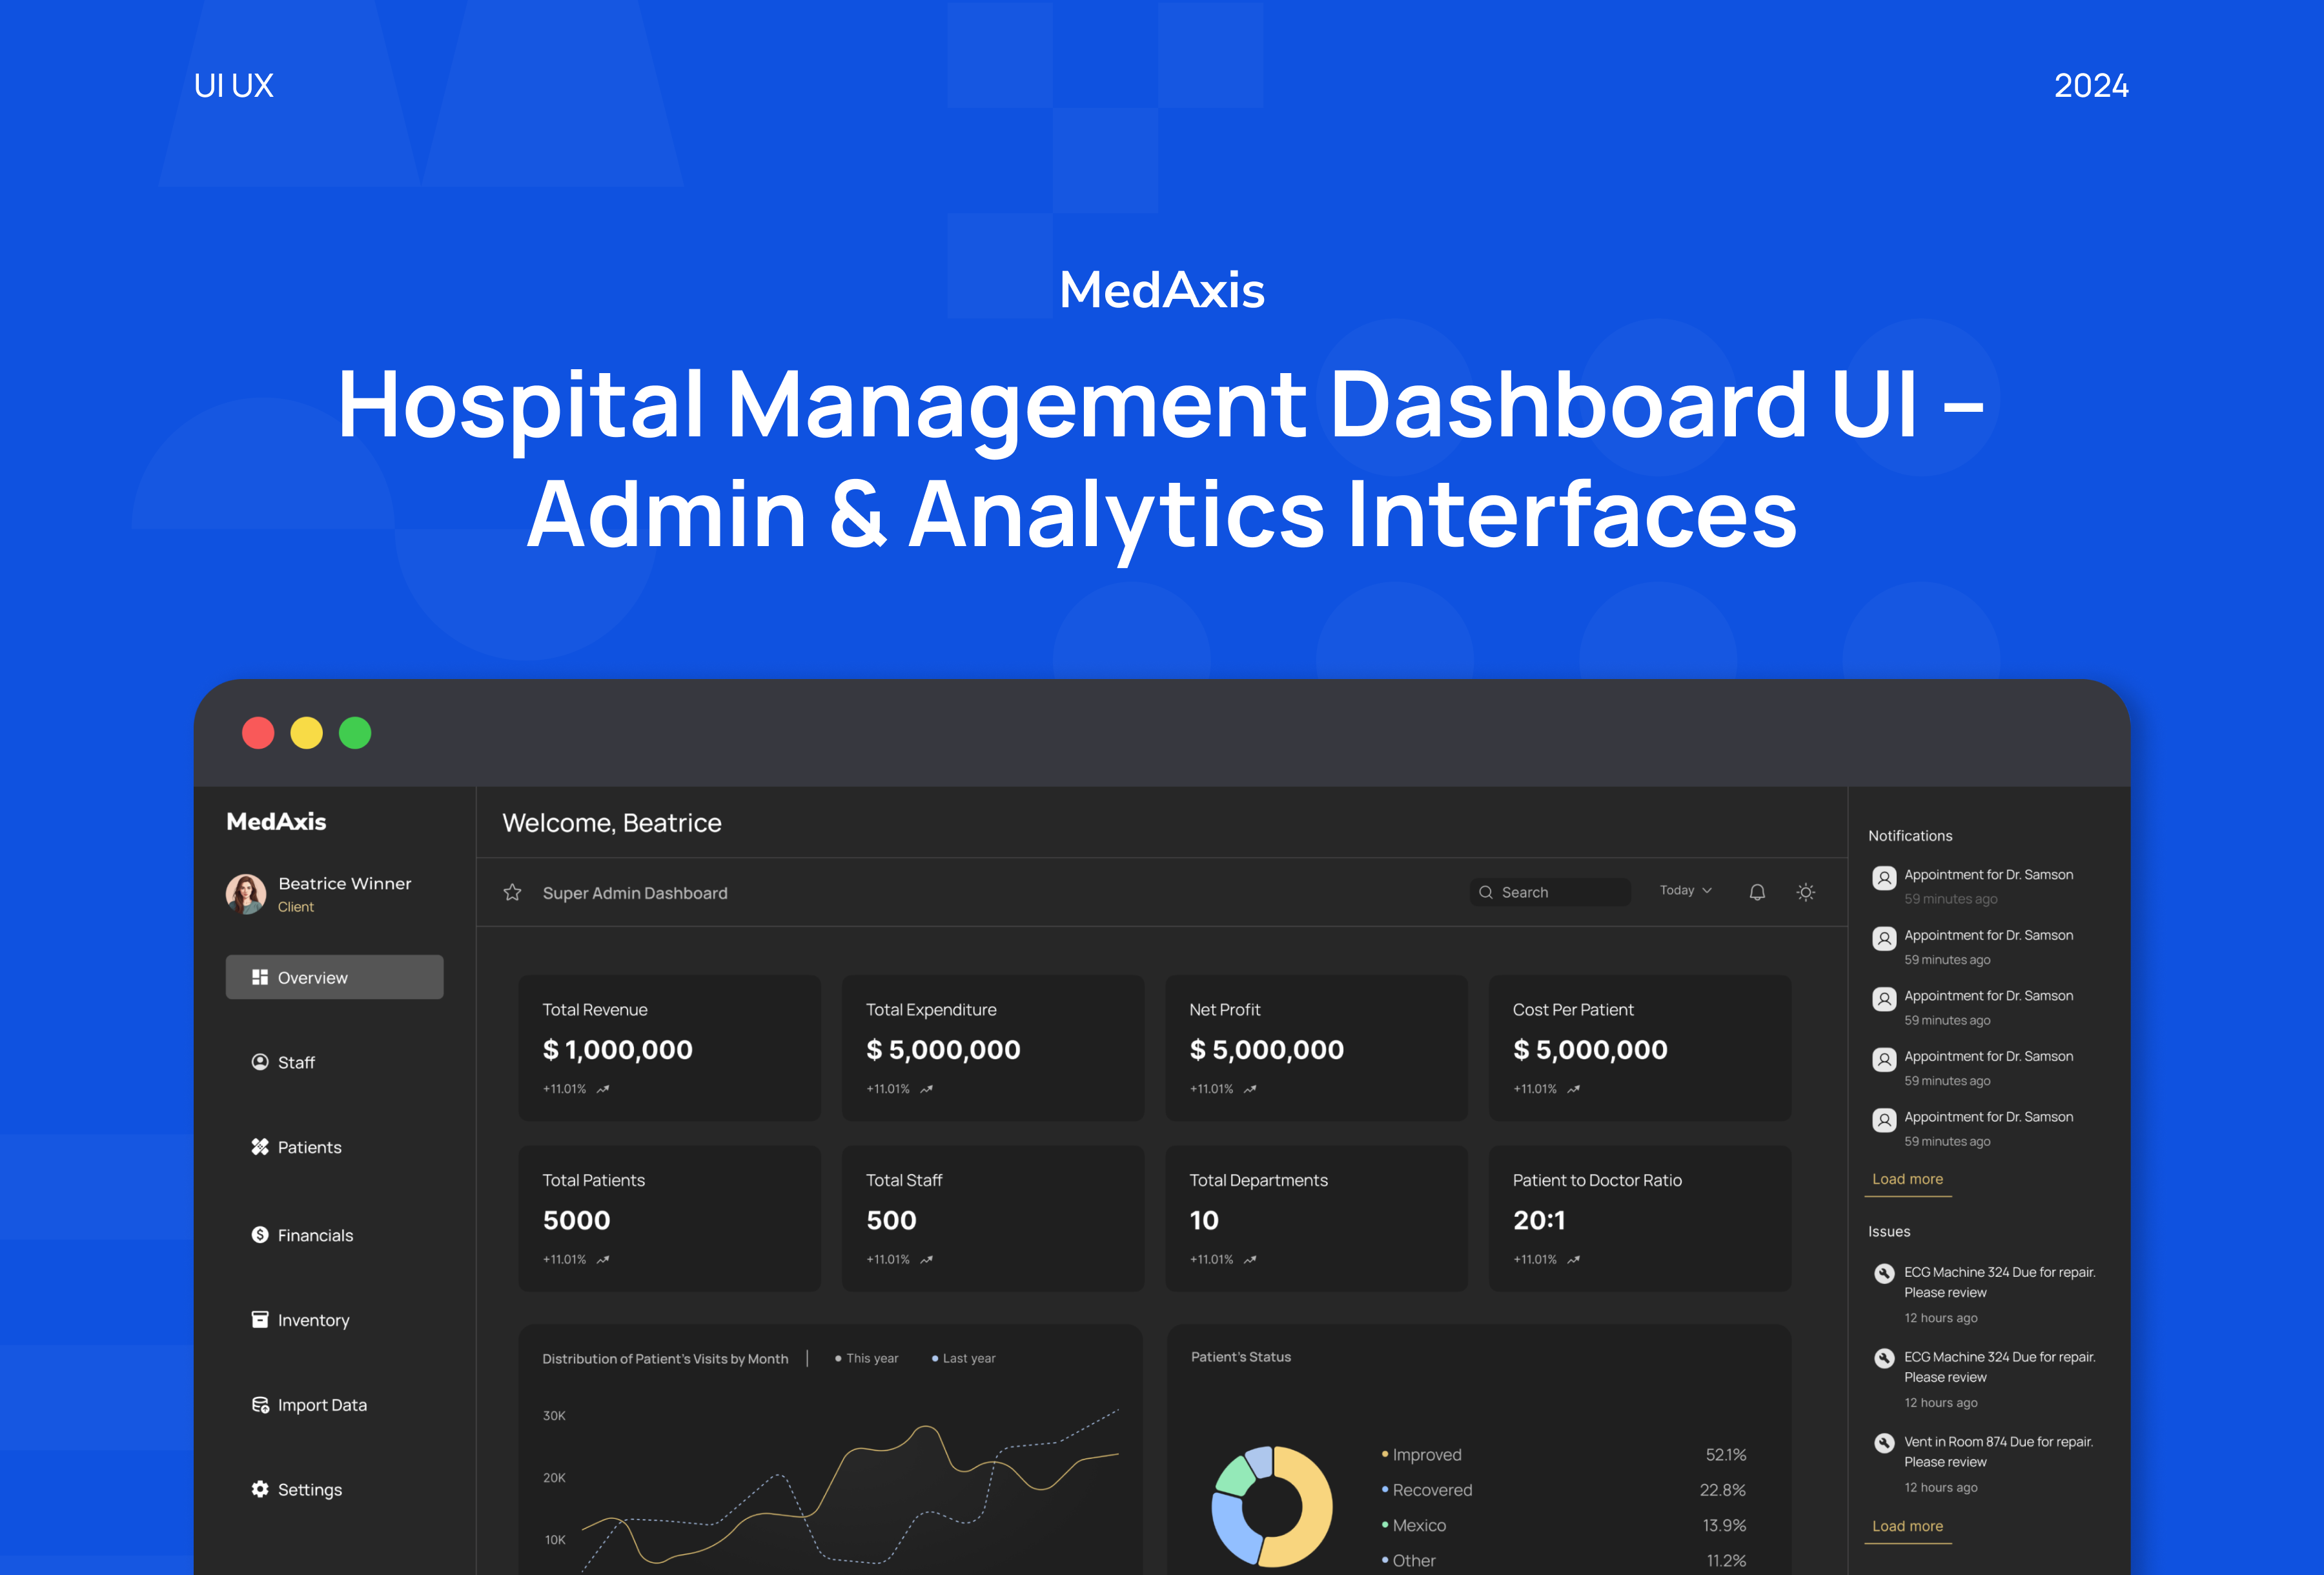 UI UX
2024
MedAxis
Hospital Management Dashboard UI –
Admin & Analytics Interfaces
MedAxis
Beatrice Winner
Client
Overview
Staff
Patients
Financials
Inventory
Import Data
Settings
Welcome, Beatrice
Super Admin Dashboard
Search
Today
Total Revenue
$ 1,000,000
+11.01%
Total Expenditure
$ 5,000,000
+11.01%
Net Profit
$ 5,000,000
+11.01%
Cost Per Patient
$ 5,000,000
+11.01%
Total Patients
5000
+11.01%
Total Staff
500
+11.01%
Total Departments
10
+11.01%
Patient to Doctor Ratio
20:1
+11.01%
Distribution of Patient's Visits by Month
This year
Last year
30K
20K
10K
Patient's Status
Improved 52.1%
Recovered 22.8%
Mexico 13.9%
Other 11.2%
Notifications
Appointment for Dr. Samson
59 minutes ago
Appointment for Dr. Samson
59 minutes ago
Appointment for Dr. Samson
59 minutes ago
Appointment for Dr. Samson
59 minutes ago
Appointment for Dr. Samson
59 minutes ago
Load more
Issues
ECG Machine 324 Due for repair.
Please review
12 hours ago
ECG Machine 324 Due for repair.
Please review
12 hours ago
Vent in Room 874 Due for repair.
Please review
12 hours ago
Load more